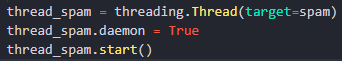 thread_spam = threading.Thread(target=spam)
thread_spam.daemon = True
thread_spam.start()